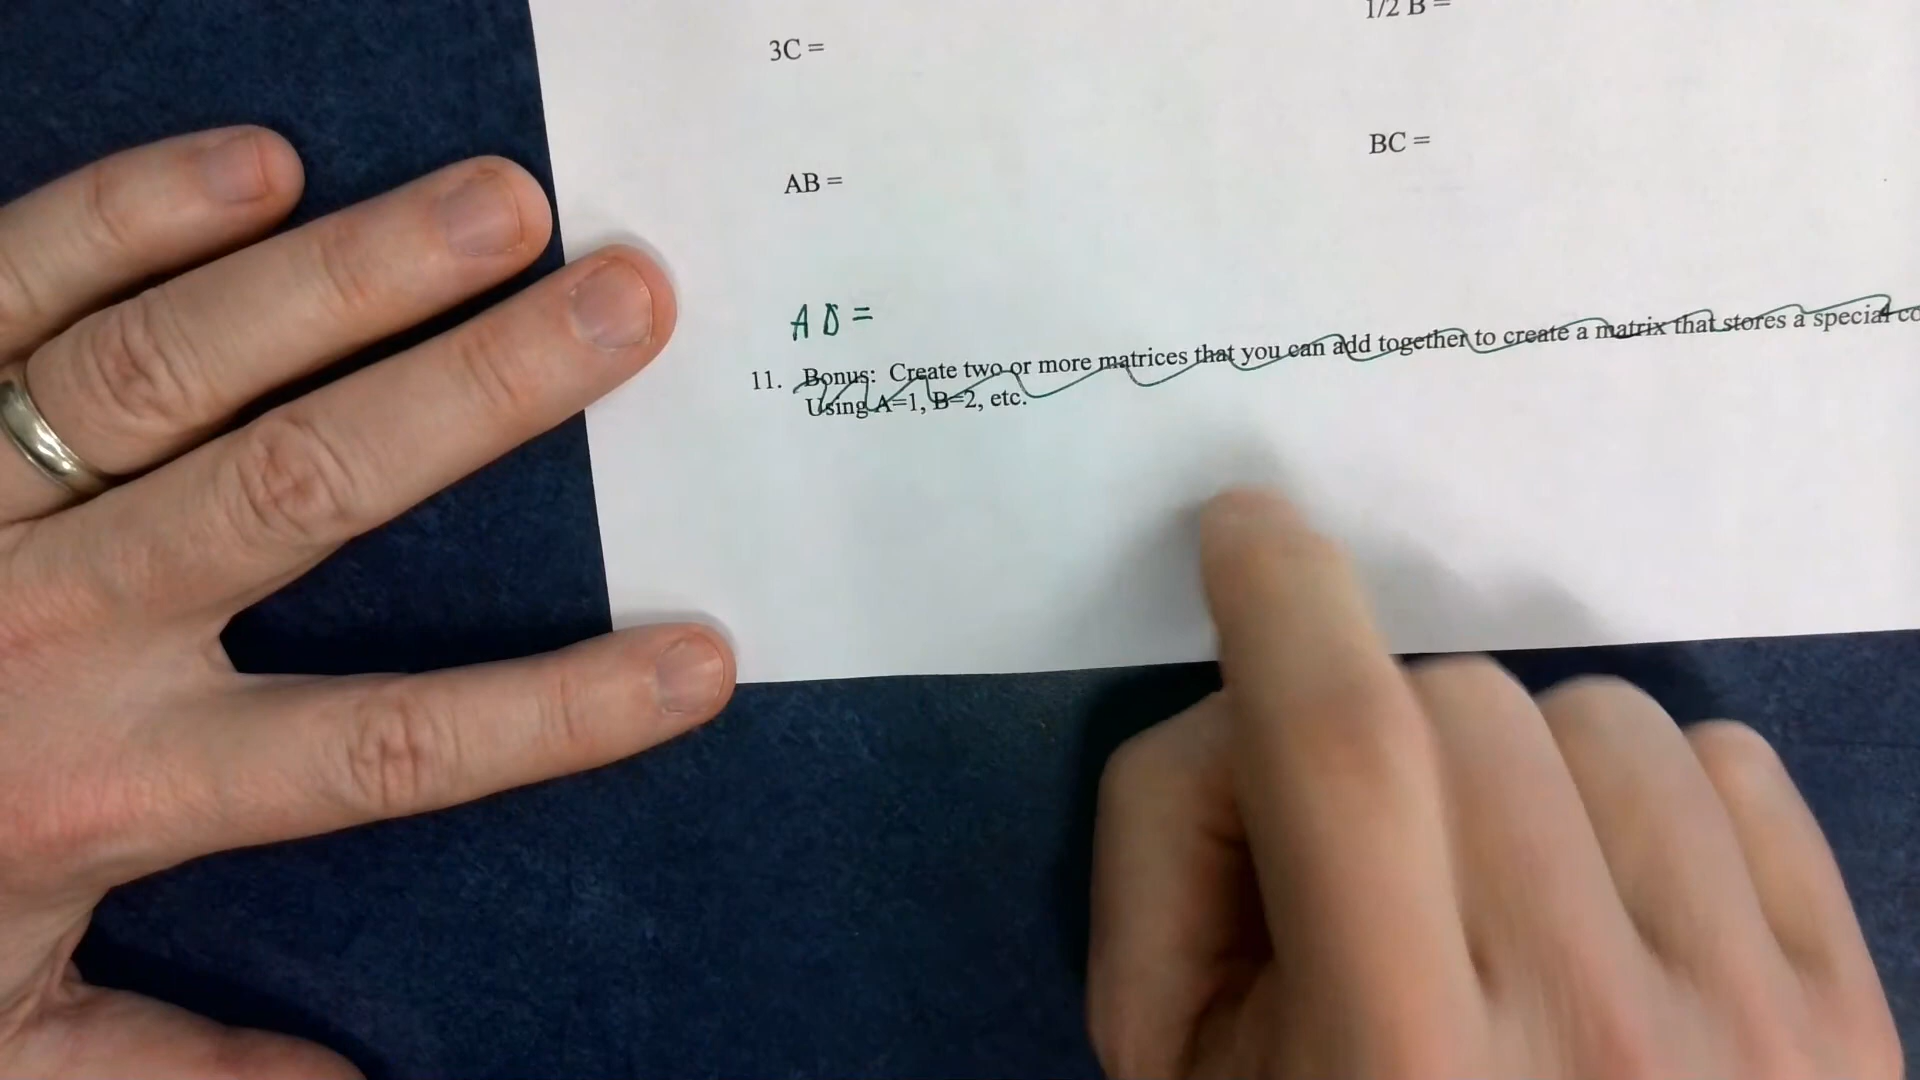 1/2 B =
3C =
BC =
AB =
AD =
11. Bonus: Create two or more matrices that you can add together to create a matrix that stores a special
Using A=1, B=2, etc.